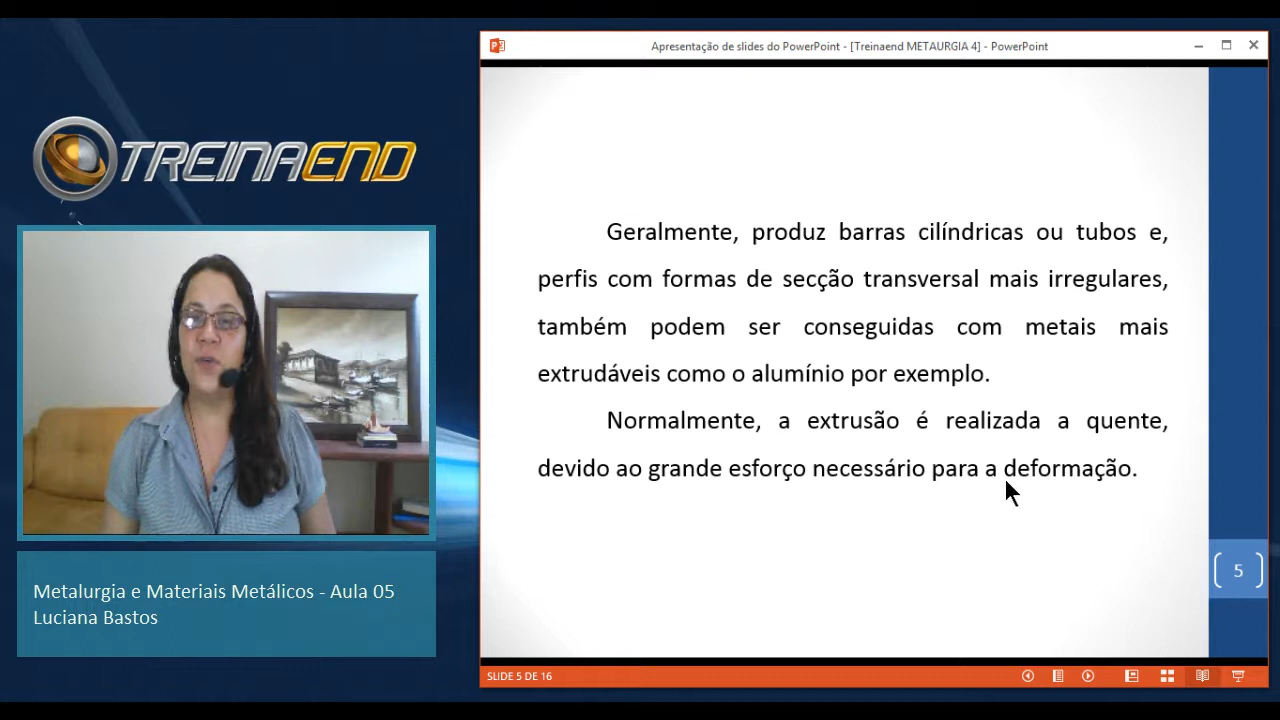 TREINAEND
Metalurgia e Materiais Metálicos - Aula 05
Luciana Bastos
Apresentação de slides do PowerPoint - [Treinaend METAURGIA 4] - PowerPoint
Geralmente, produz barras cilíndricas ou tubos e,
perfis com formas de secção transversal mais irregulares,
também podem ser conseguidas com metais mais
extrudáveis como o alumínio por exemplo.
Normalmente, a extrusão é realizada a quente,
devido ao grande esforço necessário para a deformação.
5
SLIDE 5 DE 16